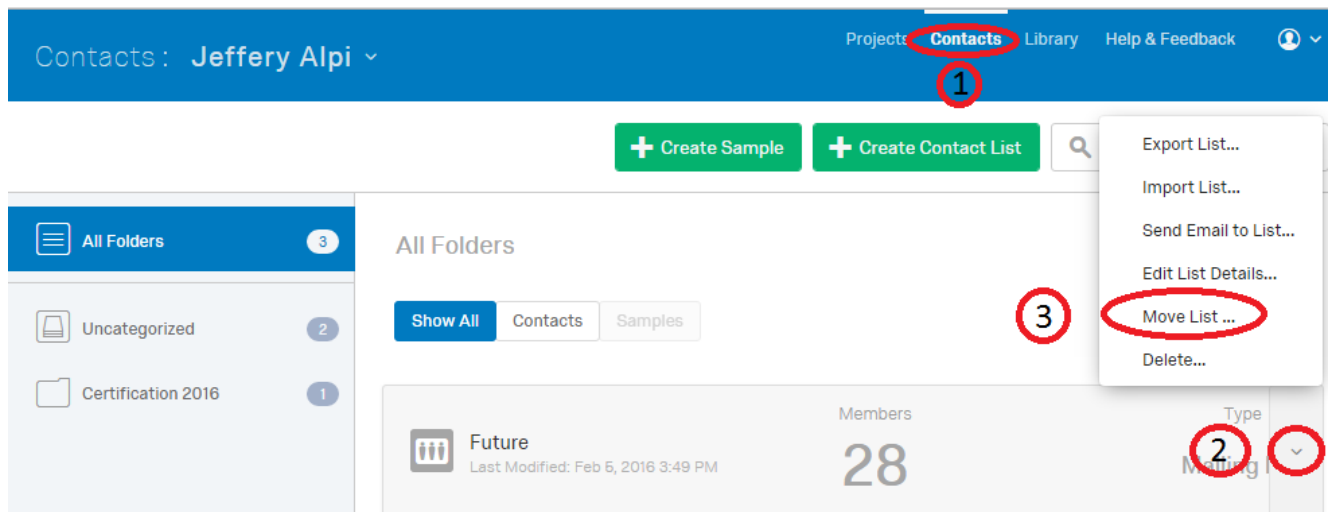 Contacts: Jeffery Alpi
Projects Contacts Library Help & Feedback
1
Create Sample
Create Contact List
Export List...
Import List...
Send Email to List...
Edit List Details...
Move List ...
Delete...
3
All Folders 3
Uncategorized 2
Certification 2016 1
All Folders
Show All Contacts Samples
Future
Last Modified: Feb 5, 2016 3:49 PM
Members
28
Type
Mailing
2